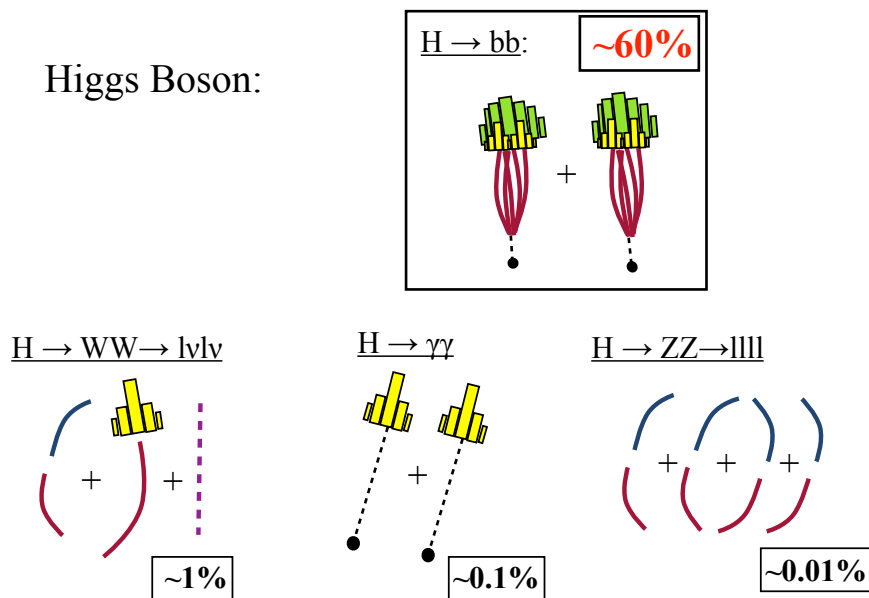 H → bb:
~60%
Higgs Boson:
+
H → WW→ lνlν
H → γγ
H → ZZ→llll
+ +
+
+ + +
~1%
~0.1%
~0.01%